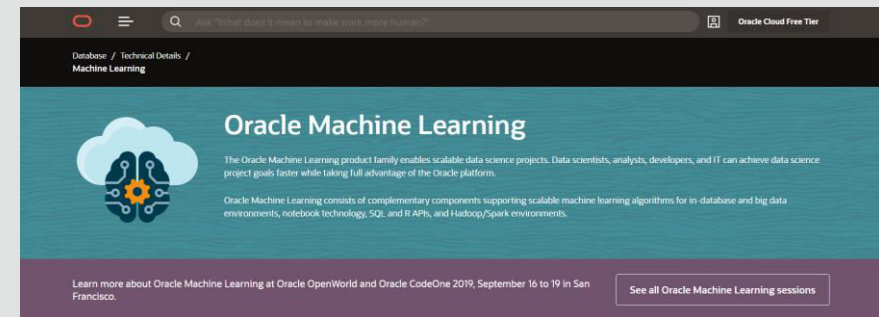 Ask "What does it mean to make work more human?"
Oracle Cloud Free Tier
Database / Technical Details /
Machine Learning
Oracle Machine Learning
The Oracle Machine Learning product family enables scalable data science projects. Data scientists, analysts, developers, and IT can achieve data science
project goals faster while taking full advantage of the Oracle platform.
Oracle Machine Learning consists of complementary components supporting scalable machine learning algorithms for in-database and big data
environments, notebook technology, SQL and R APIs, and Hadoop/Spark environments.
Learn more about Oracle Machine Learning at Oracle OpenWorld and Oracle CodeOne 2019, September 16 to 19 in San
Francisco.
See all Oracle Machine Learning sessions